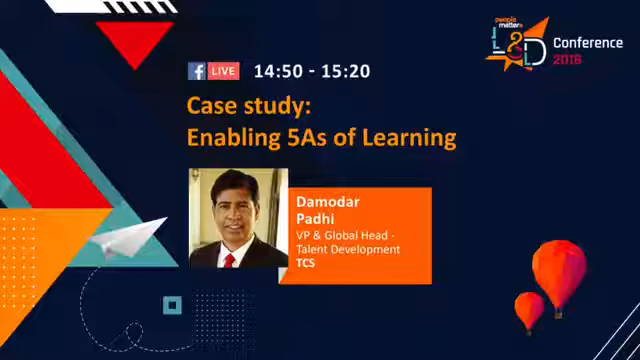 people
matters
L&D
Conference
2018
f LIVE 14:50 - 15:20
Case study:
Enabling 5As of Learning
Damodar
Padhi
VP & Global Head -
Talent Development
TCS